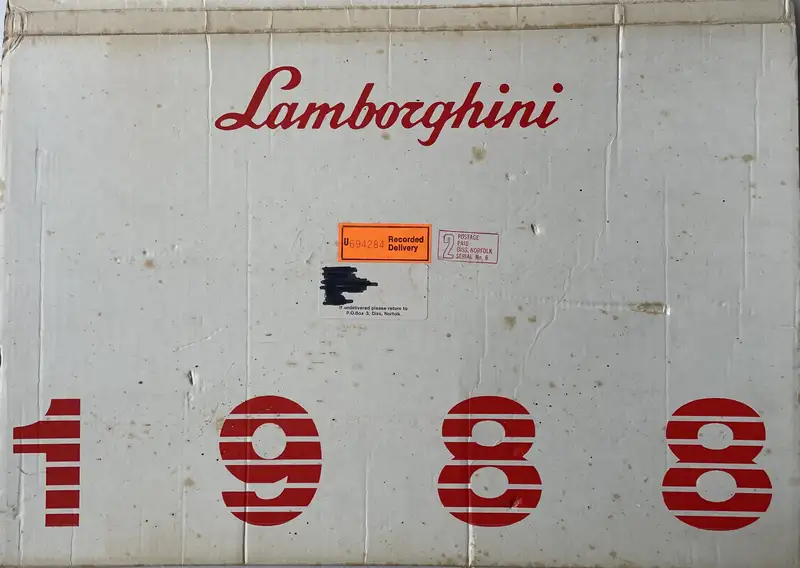 Lamborghini
U694284 Recorded Delivery
2 POSTAGE
PAID
DISS, NORFOLK
SERIAL No. 6
If undelivered please return to
P.O.Box 3, Diss, Norfolk.
1988